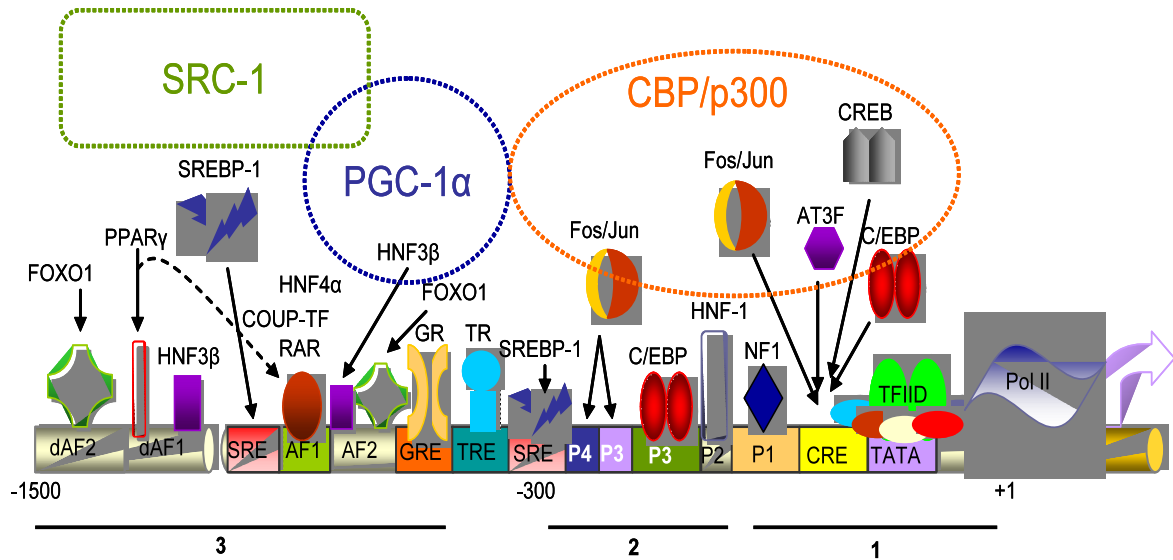 SRC-1
CBP/p300
CREB
SREBP-1
PGC-1α
Fos/Jun
AT3F
PPARγ
Fos/Jun
C/EBP
FOXO1
HNF3β
HNF4α
FOXO1
HNF-1
COUP-TF
GR
TR
HNF3β
RAR
SREBP-1
C/EBP
NF1
TFIID
Pol II
dAF2
dAF1
SRE
AF1
AF2
GRE
TRE
SRE
P4
P3
P3
P2
P1
CRE
TATA
-1500
-300
+1
3
2
1